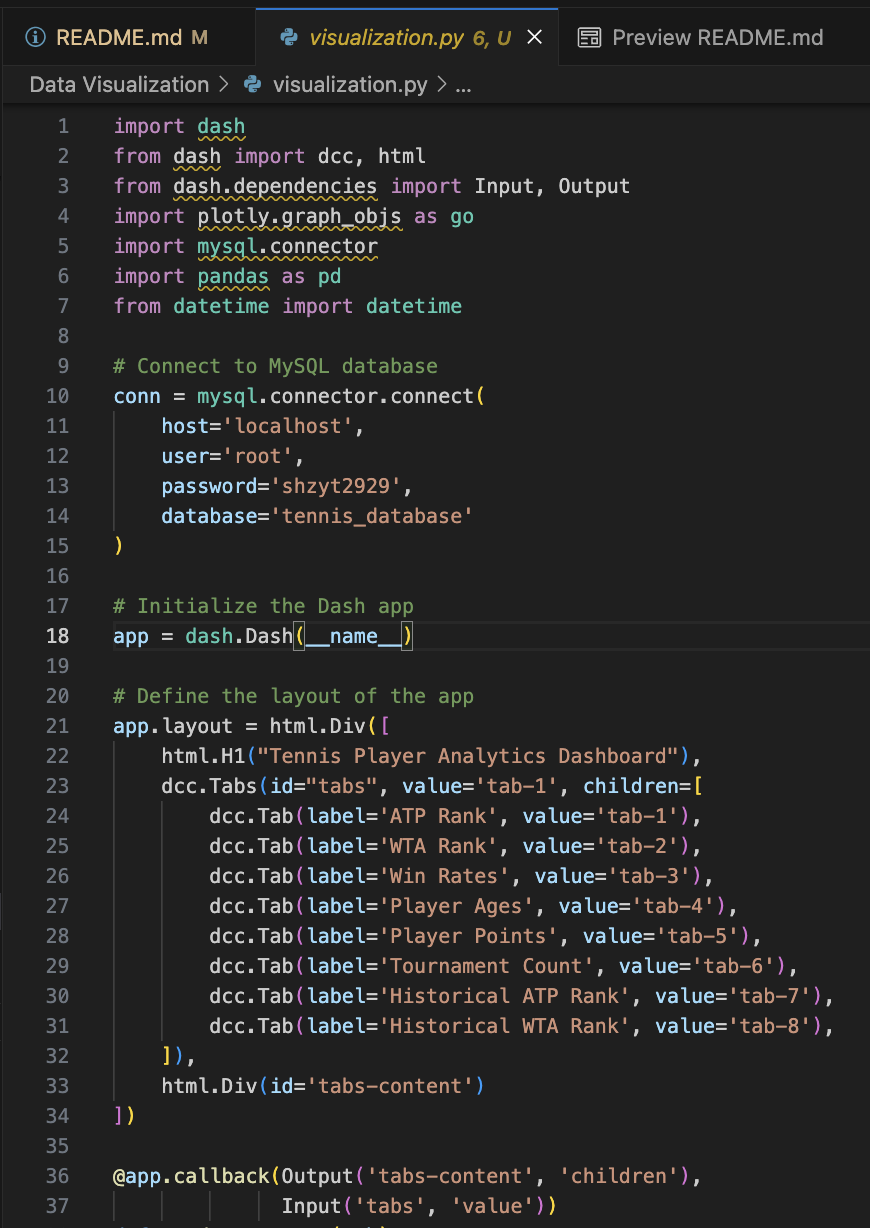 README.md M
visualization.py 6, U
Preview README.md
Data Visualization > visualization.py > ...
1 import dash
2 from dash import dcc, html
3 from dash.dependencies import Input, Output
4 import plotly.graph_objs as go
5 import mysql.connector
6 import pandas as pd
7 from datetime import datetime
8
9 # Connect to MySQL database
10 conn = mysql.connector.connect(
11     host='localhost',
12     user='root',
13     password='shzyt2929',
14     database='tennis_database'
15 )
16
17 # Initialize the Dash app
18 app = dash.Dash(__name__)
19
20 # Define the layout of the app
21 app.layout = html.Div([
22     html.H1("Tennis Player Analytics Dashboard"),
23     dcc.Tabs(id="tabs", value='tab-1', children=[
24         dcc.Tab(label='ATP Rank', value='tab-1'),
25         dcc.Tab(label='WTA Rank', value='tab-2'),
26         dcc.Tab(label='Win Rates', value='tab-3'),
27         dcc.Tab(label='Player Ages', value='tab-4'),
28         dcc.Tab(label='Player Points', value='tab-5'),
29         dcc.Tab(label='Tournament Count', value='tab-6'),
30         dcc.Tab(label='Historical ATP Rank', value='tab-7'),
31         dcc.Tab(label='Historical WTA Rank', value='tab-8'),
32     ]),
33     html.Div(id='tabs-content')
34 ])
35
36 @app.callback(Output('tabs-content', 'children'),
37               Input('tabs', 'value'))